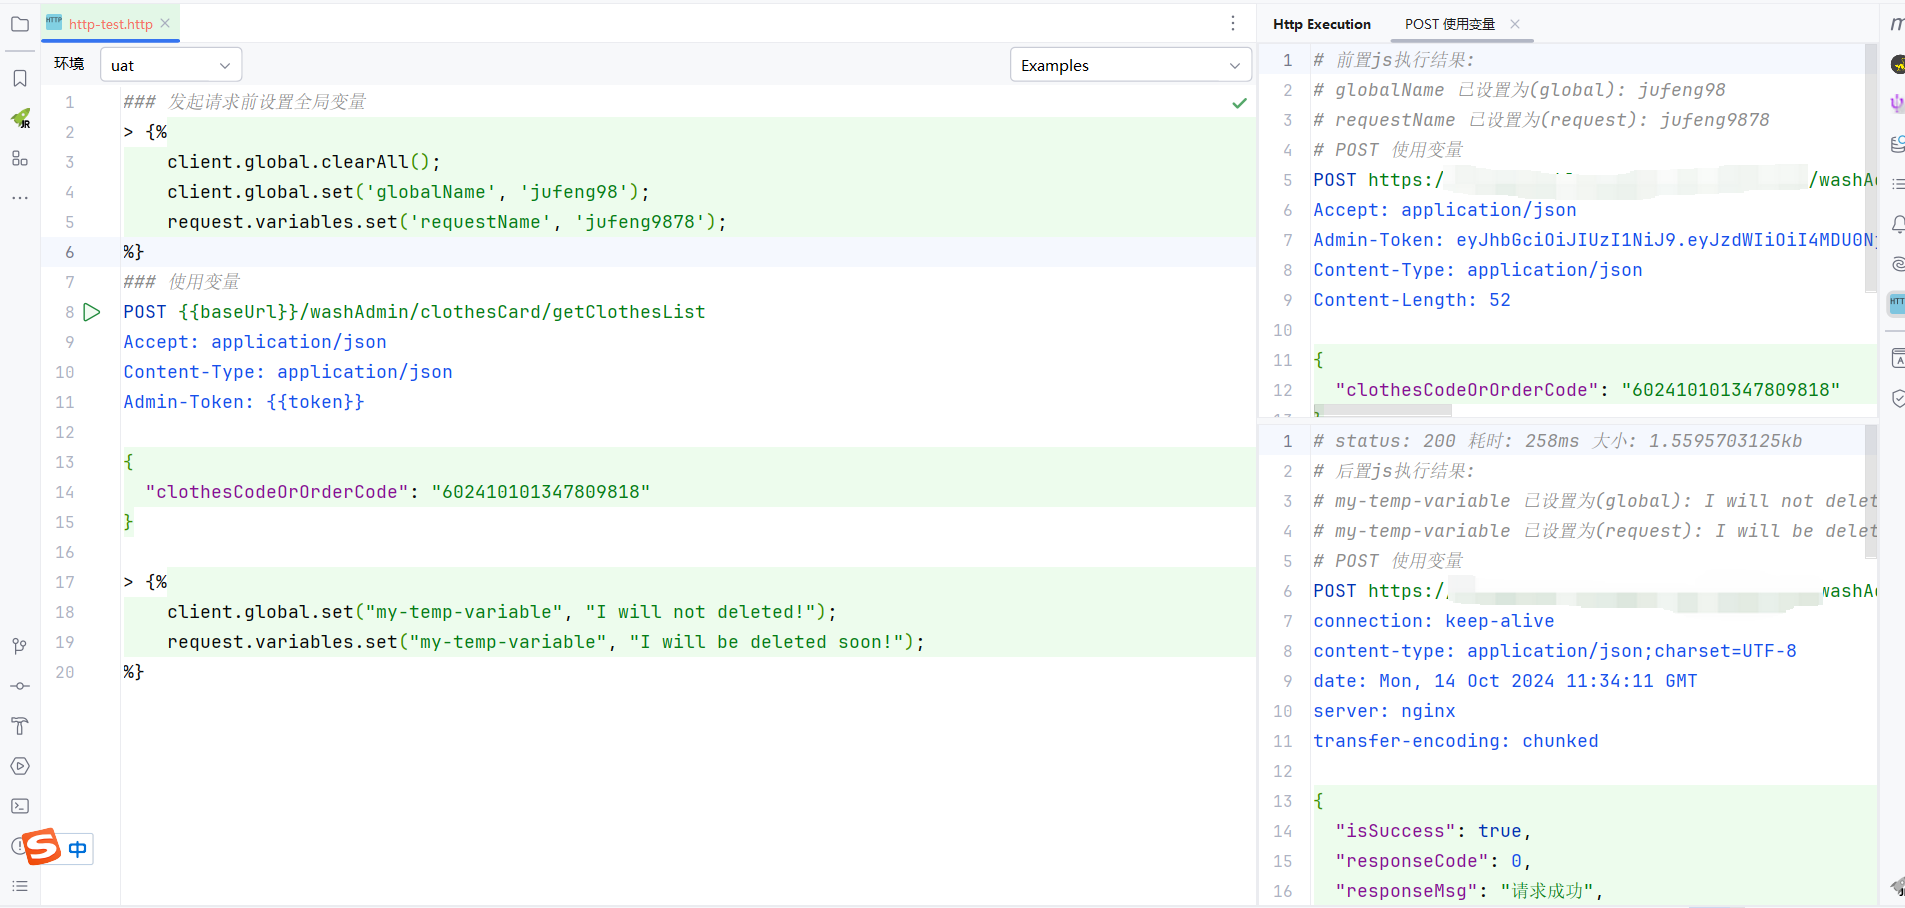 http-test.http
Http Execution
POST 使用变量
环境
uat
Examples
1 ### 发起请求前设置全局变量
2 > {%
3 client.global.clearAll();
4 client.global.set('globalName', 'jufeng98');
5 request.variables.set('requestName', 'jufeng9878');
6 %}
7 ### 使用变量
8 POST {{baseUrl}}/washAdmin/clothesCard/getClothesList
9 Accept: application/json
10 Content-Type: application/json
11 Admin-Token: {{token}}
12
13 {
14 "clothesCodeOrOrderCode": "602410101347809818"
15 }
16
17 > {%
18 client.global.set("my-temp-variable", "I will not deleted!");
19 request.variables.set("my-temp-variable", "I will be deleted soon!");
20 %}
1 # 前置js执行结果:
2 # globalName 已设置为(global): jufeng98
3 # requestName 已设置为(request): jufeng9878
4 # POST 使用变量
5 POST https:/ /washA
6 Accept: application/json
7 Admin-Token: eyJhbGciOiJIUzI1NiJ9.eyJzdWIiOiI4MDU0N
8 Content-Type: application/json
9 Content-Length: 52
10
11 {
12 "clothesCodeOrOrderCode": "602410101347809818"
1 # status: 200 耗时: 258ms 大小: 1.5595703125kb
2 # 后置js执行结果:
3 # my-temp-variable 已设置为(global): I will not delet
4 # my-temp-variable 已设置为(request): I will be delet
5 # POST 使用变量
6 POST https:/ washA
7 connection: keep-alive
8 content-type: application/json;charset=UTF-8
9 date: Mon, 14 Oct 2024 11:34:11 GMT
10 server: nginx
11 transfer-encoding: chunked
12
13 {
14 "isSuccess": true,
15 "responseCode": 0,
16 "responseMsg": "请求成功",
中